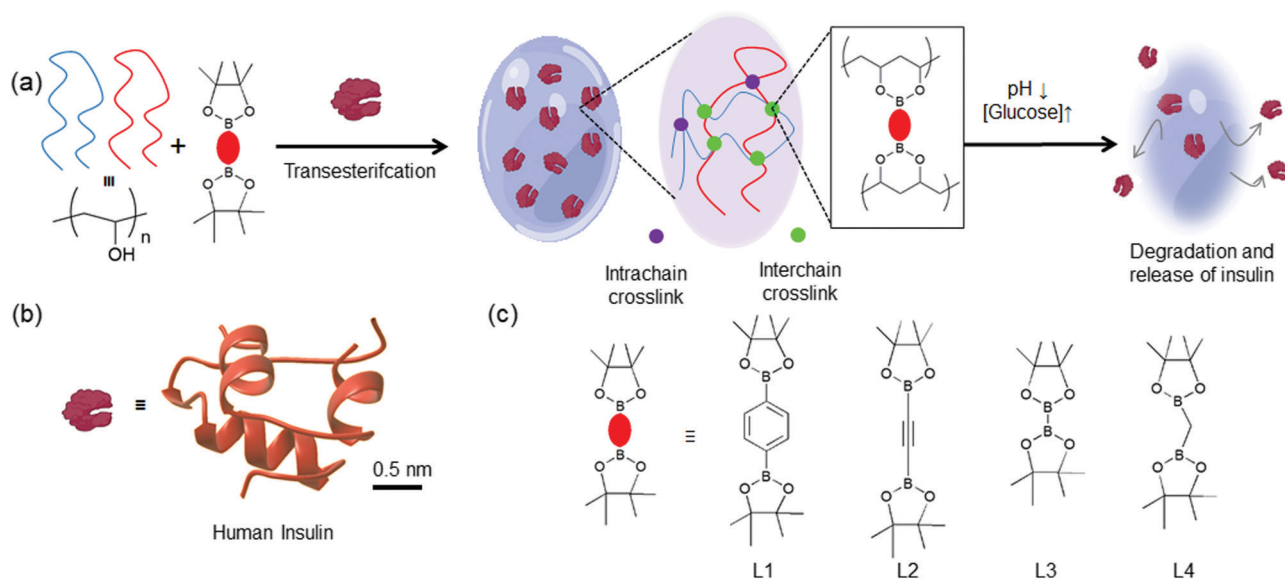 (a)
+
O O
B
B
O O
Transesterifcation
≡
( )
n
OH
Intrachain
crosslink
Interchain
crosslink
O O
B
B
O O
pH ↓
[Glucose]↑
Degradation and
release of insulin
(b)
≡
0.5 nm
Human Insulin
(c)
O O
B
B
O O
≡
O O
B
B
O O
L1
O O
B
B
O O
L2
O O
B
B
O O
L3
O O
B
B
O O
L4